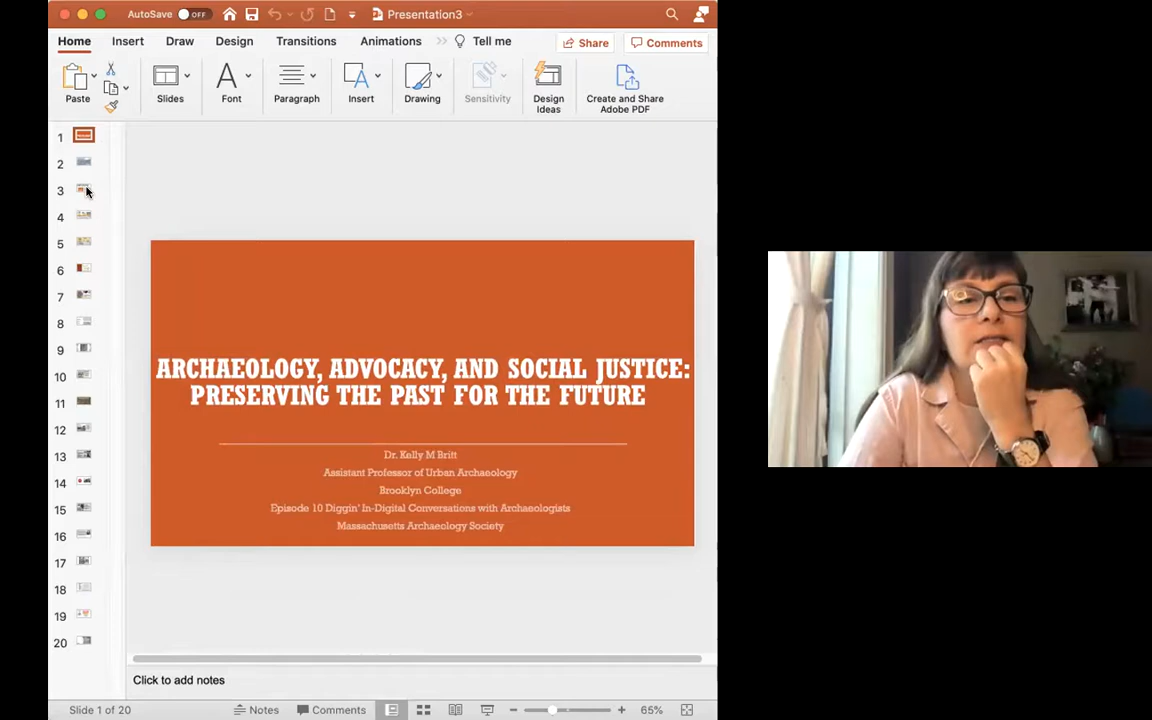 AutoSave OFF Presentation3
Home Insert Draw Design Transitions Animations Tell me Share Comments
Paste Slides Font Paragraph Insert Drawing Sensitivity Design Ideas Create and Share Adobe PDF
1
2
3
4
5
6
7
8
9
10
11
12
13
14
15
16
17
18
19
20
ARCHAEOLOGY, ADVOCACY, AND SOCIAL JUSTICE:
PRESERVING THE PAST FOR THE FUTURE
Dr. Kelly M Britt
Assistant Professor of Urban Archaeology
Brooklyn College
Episode 10 Diggin' In-Digital Conversations with Archaeologists
Massachusetts Archaeology Society
Click to add notes
Slide 1 of 20 Notes Comments 65%